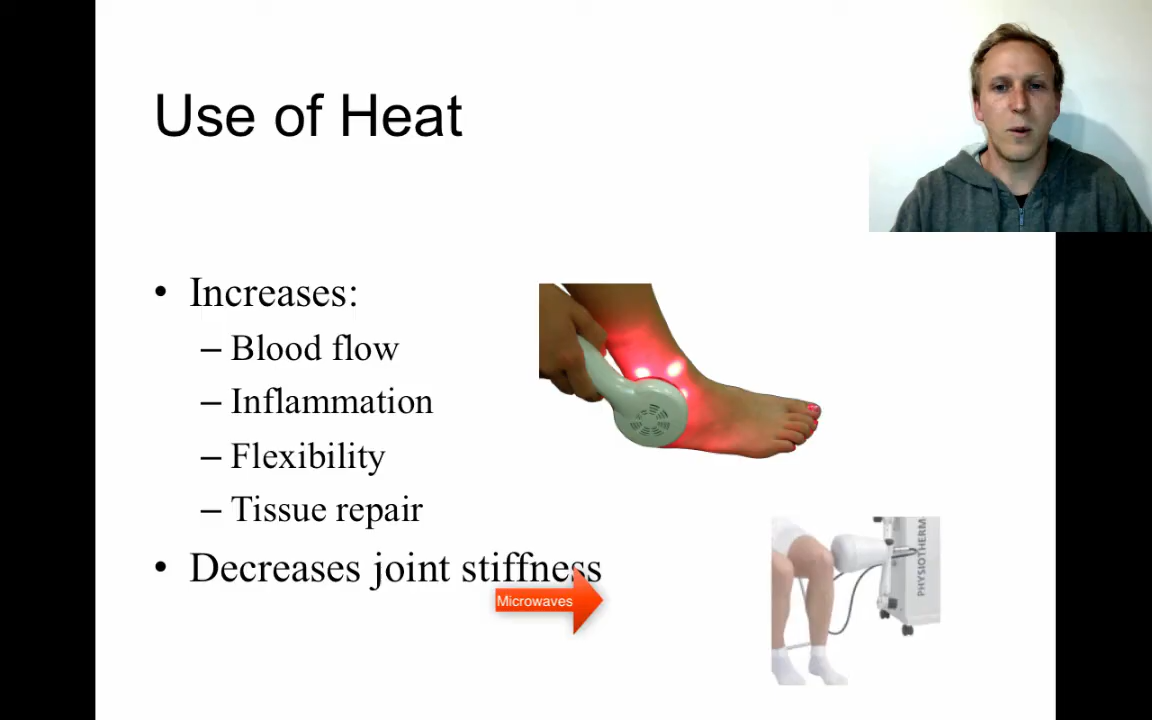 Use of Heat
• Increases:
– Blood flow
– Inflammation
– Flexibility
– Tissue repair
• Decreases joint stiffness
Microwaves
PHYSIOTHERM